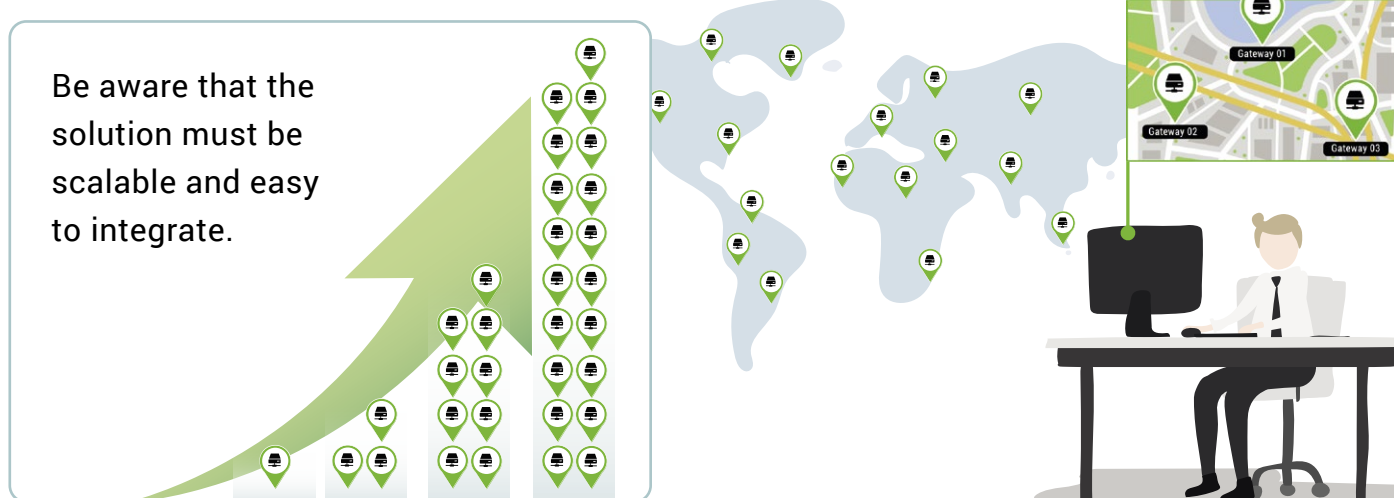 Be aware that the
solution must be
scalable and easy
to integrate.
Gateway 01
Gateway 02
Gateway 03